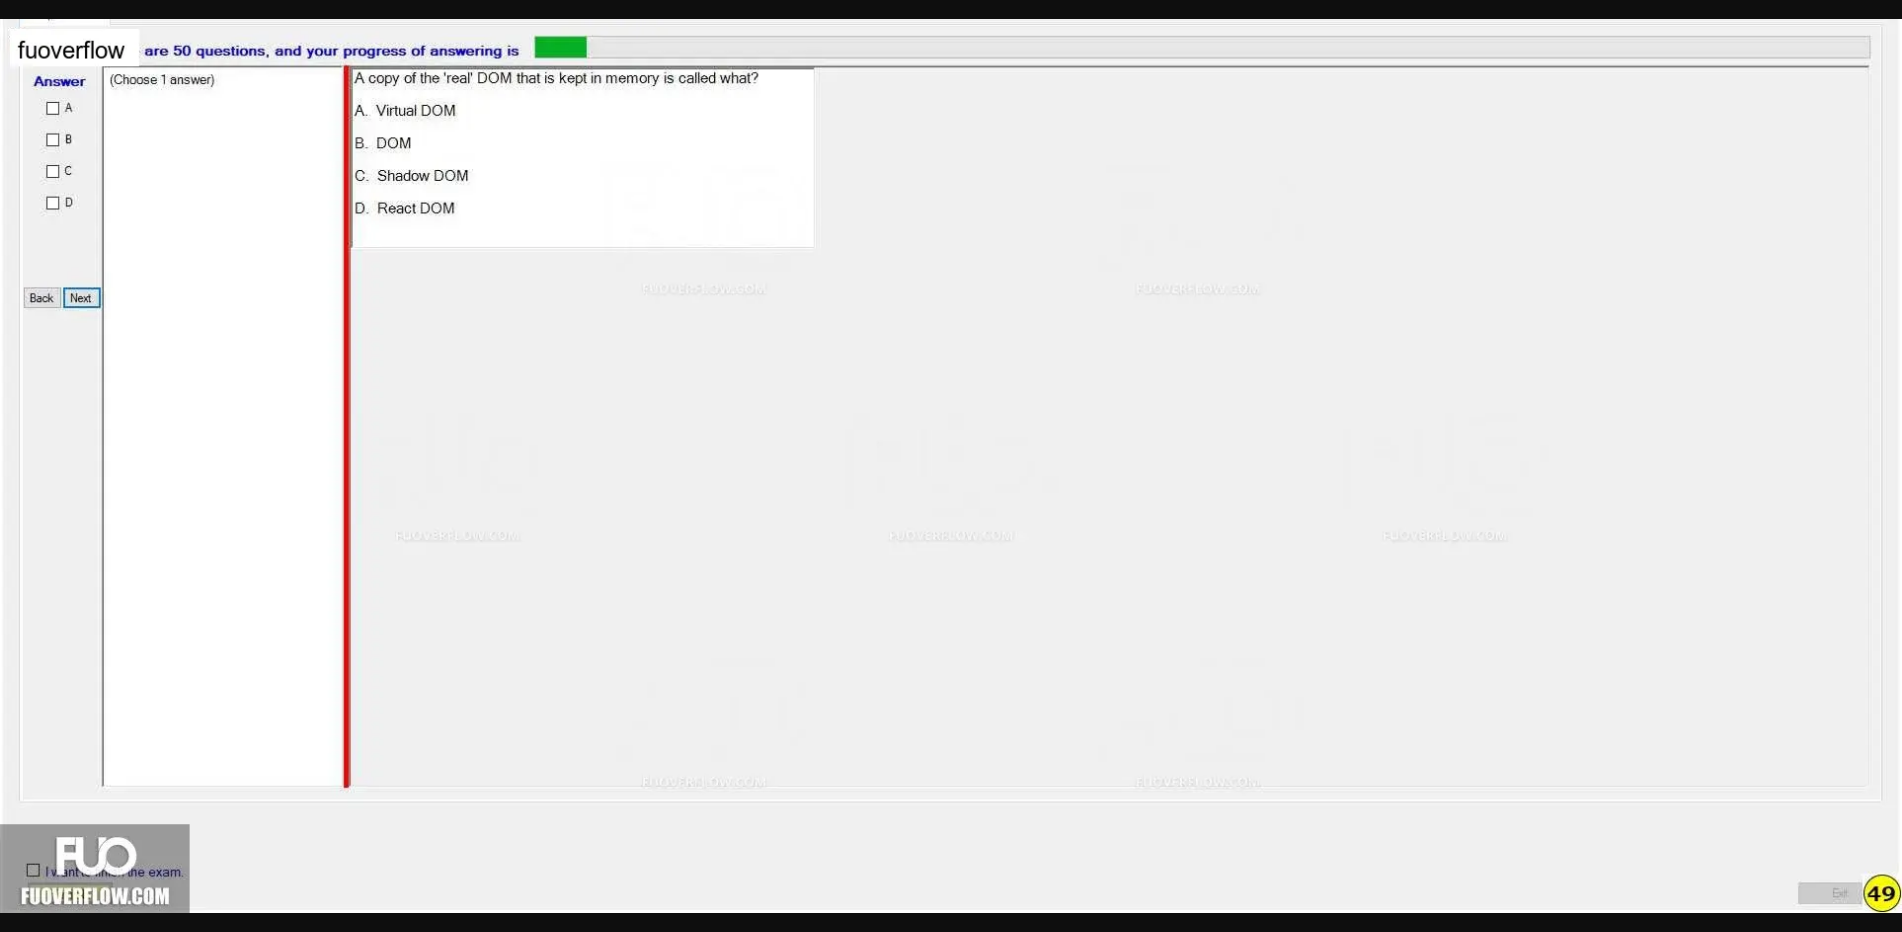 fuoverflow are 50 questions, and your progress of answering is
Answer
(Choose 1 answer)
A
B
C
D
Back Next
A copy of the 'real' DOM that is kept in memory is called what?
A. Virtual DOM
B. DOM
C. Shadow DOM
D. React DOM
FUOVERFLOW.COM FUOVERFLOW.COM
FUOVERFLOW.COM FUOVERFLOW.COM FUOVERFLOW.COM
FUOVERFLOW.COM FUOVERFLOW.COM
FUO
I want to finish the exam.
FUOVERFLOW.COM
Exit
49